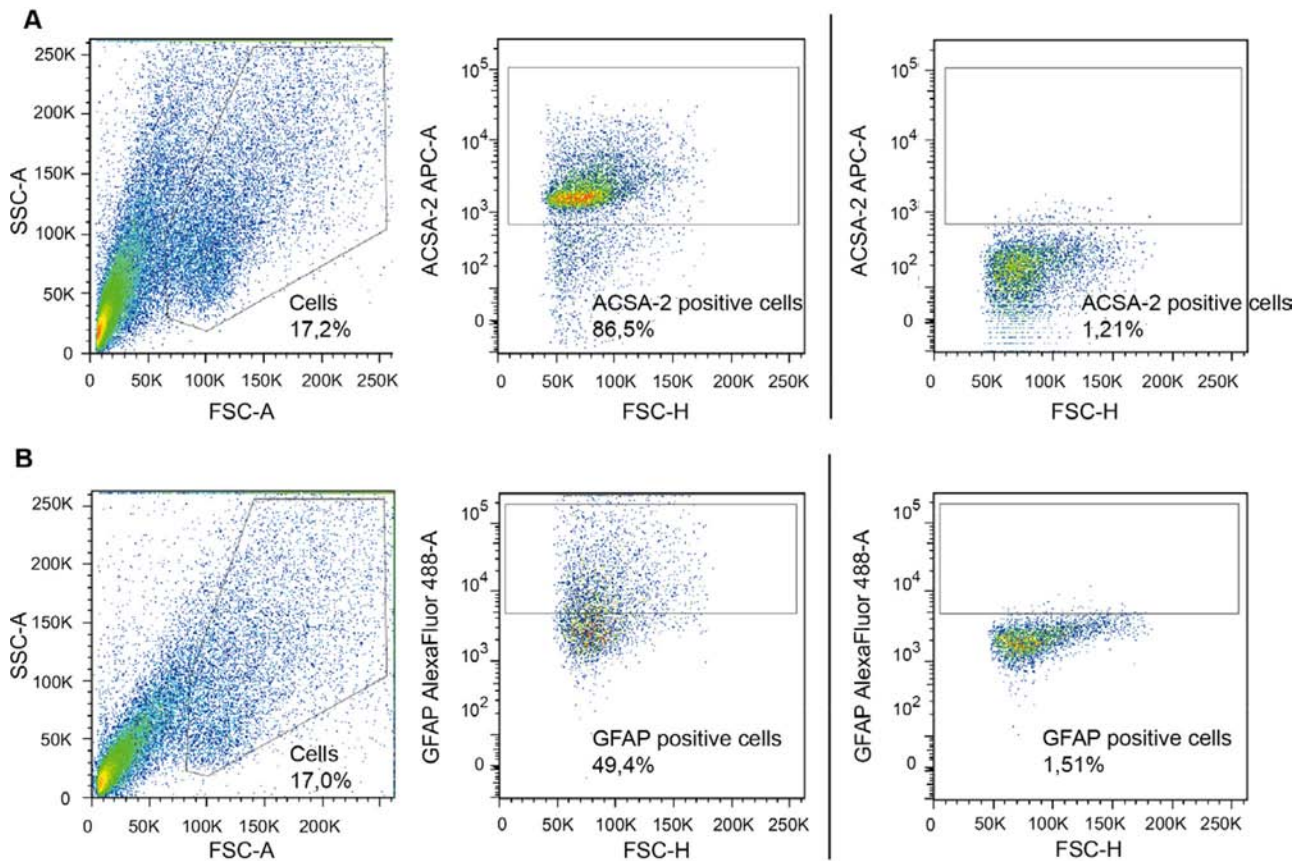 A
250K
200K
150K
100K
50K
0
SSC-A
0 50K 100K 150K 200K 250K
FSC-A
Cells
17,2%
10^5
10^4
10^3
10^2
0
ACSA-2 APC-A
0 50K 100K 150K 200K 250K
FSC-H
ACSA-2 positive cells
86,5%
10^5
10^4
10^3
10^2
0
ACSA-2 APC-A
0 50K 100K 150K 200K 250K
FSC-H
ACSA-2 positive cells
1,21%
B
250K
200K
150K
100K
50K
0
SSC-A
0 50K 100K 150K 200K
FSC-A
Cells
17,0%
10^5
10^4
10^3
10^2
0
GFAP AlexaFluor 488-A
0 50K 100K 150K 200K 250K
FSC-H
GFAP positive cells
49,4%
10^5
10^4
10^3
10^2
0
GFAP AlexaFluor 488-A
0 50K 100K 150K 200K 250K
FSC-H
GFAP positive cells
1,51%